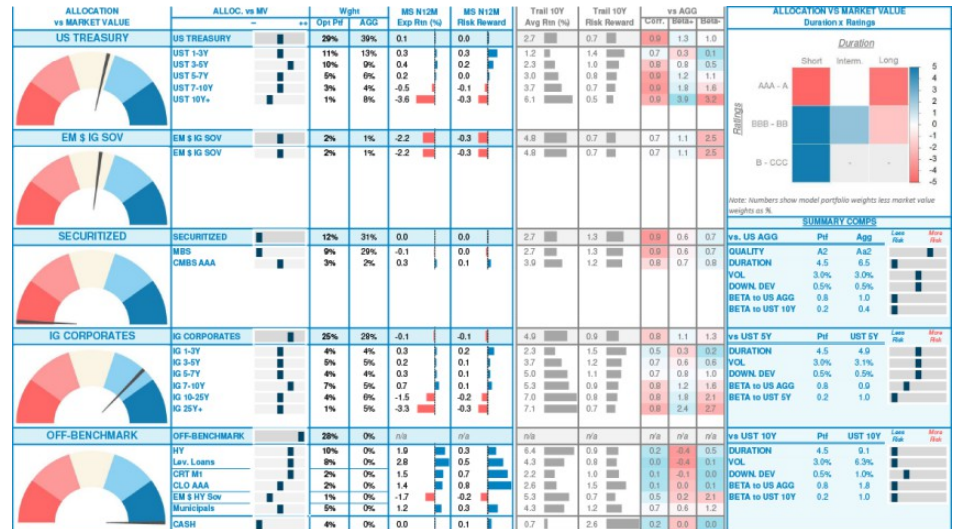 ALLOCATION vs MARKET VALUE
ALLOC. vs MV
Wght
MS N12M
MS N12M
Trail 10Y
Trail 10Y
vs AGG
ALLOCATION VS MARKET VALUE
– ++ Opt Ptf AGG Exp Rrn (%) Risk Reward Avg Rrn (%) Risk Reward Corr. Beta+ Beta-
Duration x Ratings
US TREASURY
US TREASURY 29% 39% 0.1 0.0 2.7 0.7 0.9 1.3 1.0
UST 1-3Y 11% 13% 0.3 0.3 1.2 1.4 0.7 0.3 0.1
UST 3-5Y 10% 9% 0.4 0.2 2.3 1.0 0.8 0.8 0.5
UST 5-7Y 5% 6% 0.2 0.0 3.0 0.8 0.9 1.2 1.1
UST 7-10Y 3% 4% -0.5 -0.1 3.7 0.7 0.9 1.8 1.6
UST 10Y+ 1% 8% -3.6 -0.3 6.1 0.5 0.9 3.9 3.2
EM $ IG SOV
EM $ IG SOV 2% 1% -2.2 -0.3 4.8 0.7 0.7 1.1 2.5
EM $ IG SOV 2% 1% -2.2 -0.3 4.8 0.7 0.7 1.1 2.5
SECURITIZED
SECURITIZED 12% 31% 0.0 0.0 2.7 1.3 0.9 0.6 0.7
MBS 9% 29% -0.1 0.0 2.7 1.3 0.9 0.6 0.7
CMBS AAA 3% 2% 0.3 0.1 3.9 1.2 0.8 0.7 0.8
IG CORPORATES
IG CORPORATES 25% 29% -0.1 -0.1 4.9 0.9 0.9 1.1 1.3
IG 1-3Y 4% 4% 0.3 0.2 2.3 1.5 0.5 0.3 0.2
IG 3-5Y 5% 5% 0.2 0.1 3.7 1.2 0.7 0.6 0.6
IG 5-7Y 4% 4% 0.3 0.1 5.0 1.1 0.7 0.8 1.0
IG 7-10Y 7% 5% 0.7 0.1 5.3 0.9 0.8 1.2 1.6
IG 10-25Y 4% 6% -1.5 -0.2 7.0 0.8 0.8 1.8 2.1
IG 25Y+ 1% 5% -3.3 -0.3 7.1 0.7 0.8 2.4 2.7
OFF-BENCHMARK
OFF-BENCHMARK 28% 0% n/a n/a n/a n/a n/a n/a n/a
HY 10% 0% 1.9 0.3 6.4 0.9 0.2 -0.4 0.5
Lev. Loans 8% 0% 2.8 0.5 4.3 0.8 0.0 -0.4 0.1
CRT M1 2% 0% 1.5 0.7 2.2 1.0 0.1 -0.1 0.0
CLO AAA 2% 0% 1.4 0.8 2.6 1.5 0.1 0.0 0.1
EM $ HY Sov 1% 0% -1.7 -0.2 5.3 0.7 0.5 0.2 2.1
Municipals 5% 0% 1.2 0.3 4.3 1.2 0.7 0.6 1.2
CASH 4% 0% 0.0 0.1 0.7 2.6 0.2 0.0 0.0
Duration
Short Interm. Long
Ratings
AAA - A
BBB - BB
B - CCC - -
5
4
3
2
1
0
-1
-2
-3
-4
-5
Note: Numbers show model portfolio weights less market value weights as %.
SUMMARY COMPS
vs. US AGG Ptf Agg Less Risk More Risk
QUALITY A2 Aa2
DURATION 4.5 6.5
VOL 3.0% 3.0%
DOWN. DEV 0.5% 0.5%
BETA to US AGG 0.8 1.0
BETA to UST 10Y 0.2 0.4
vs UST 5Y Ptf UST 5Y Less Risk More Risk
DURATION 4.5 4.9
VOL 3.0% 3.1%
DOWN. DEV 0.5% 0.5%
BETA to US AGG 0.8 0.9
BETA to UST 5Y 0.2 1.0
vs UST 10Y Ptf UST 10Y Less Risk More Risk
DURATION 4.5 9.1
VOL 3.0% 6.3%
DOWN. DEV 0.5% 1.0%
BETA to US AGG 0.8 1.8
BETA to UST 10Y 0.2 1.0